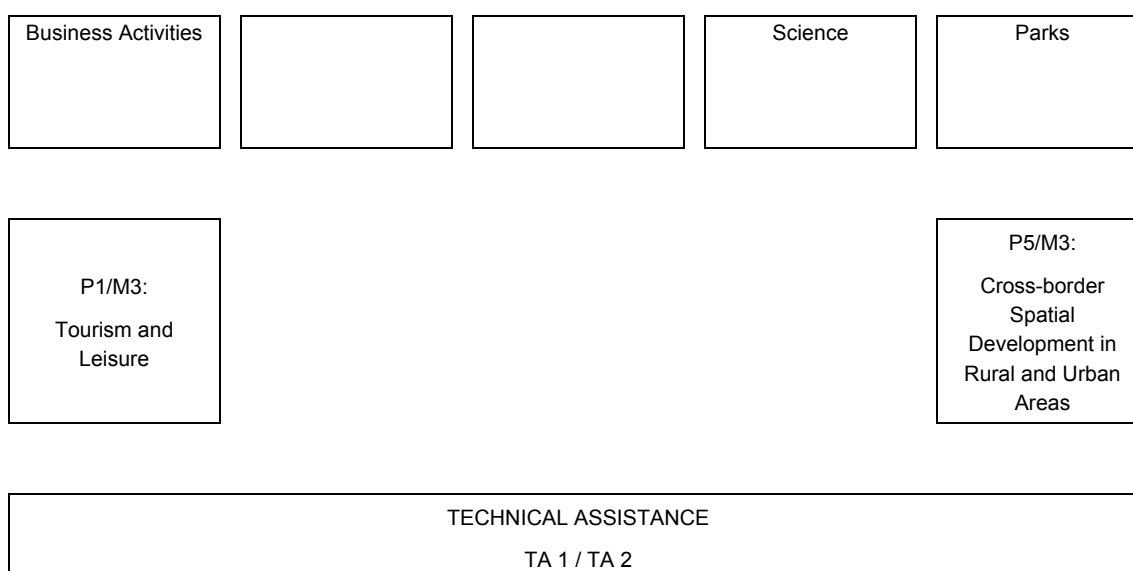 Business Activities
Science
Parks
P1/M3:
Tourism and
Leisure
P5/M3:
Cross-border
Spatial
Development in
Rural and Urban
Areas
TECHNICAL ASSISTANCE
TA 1 / TA 2